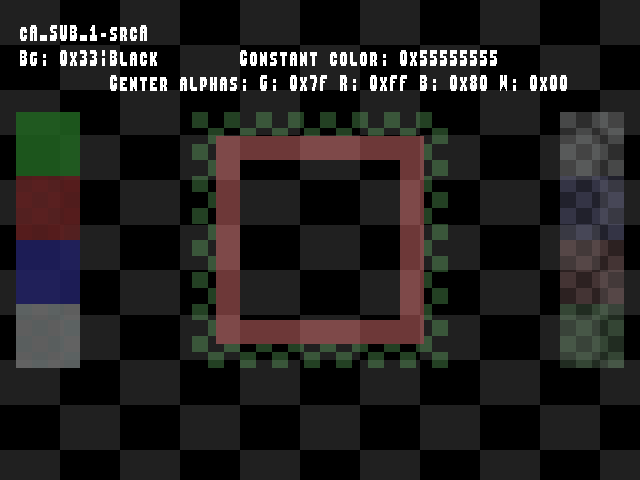 cA_SUB_1-srcA
Bg: 0x33;Black Constant color: 0x55555555
Center alphas: G: 0x7f R: 0xff B: 0x80 W: 0x00